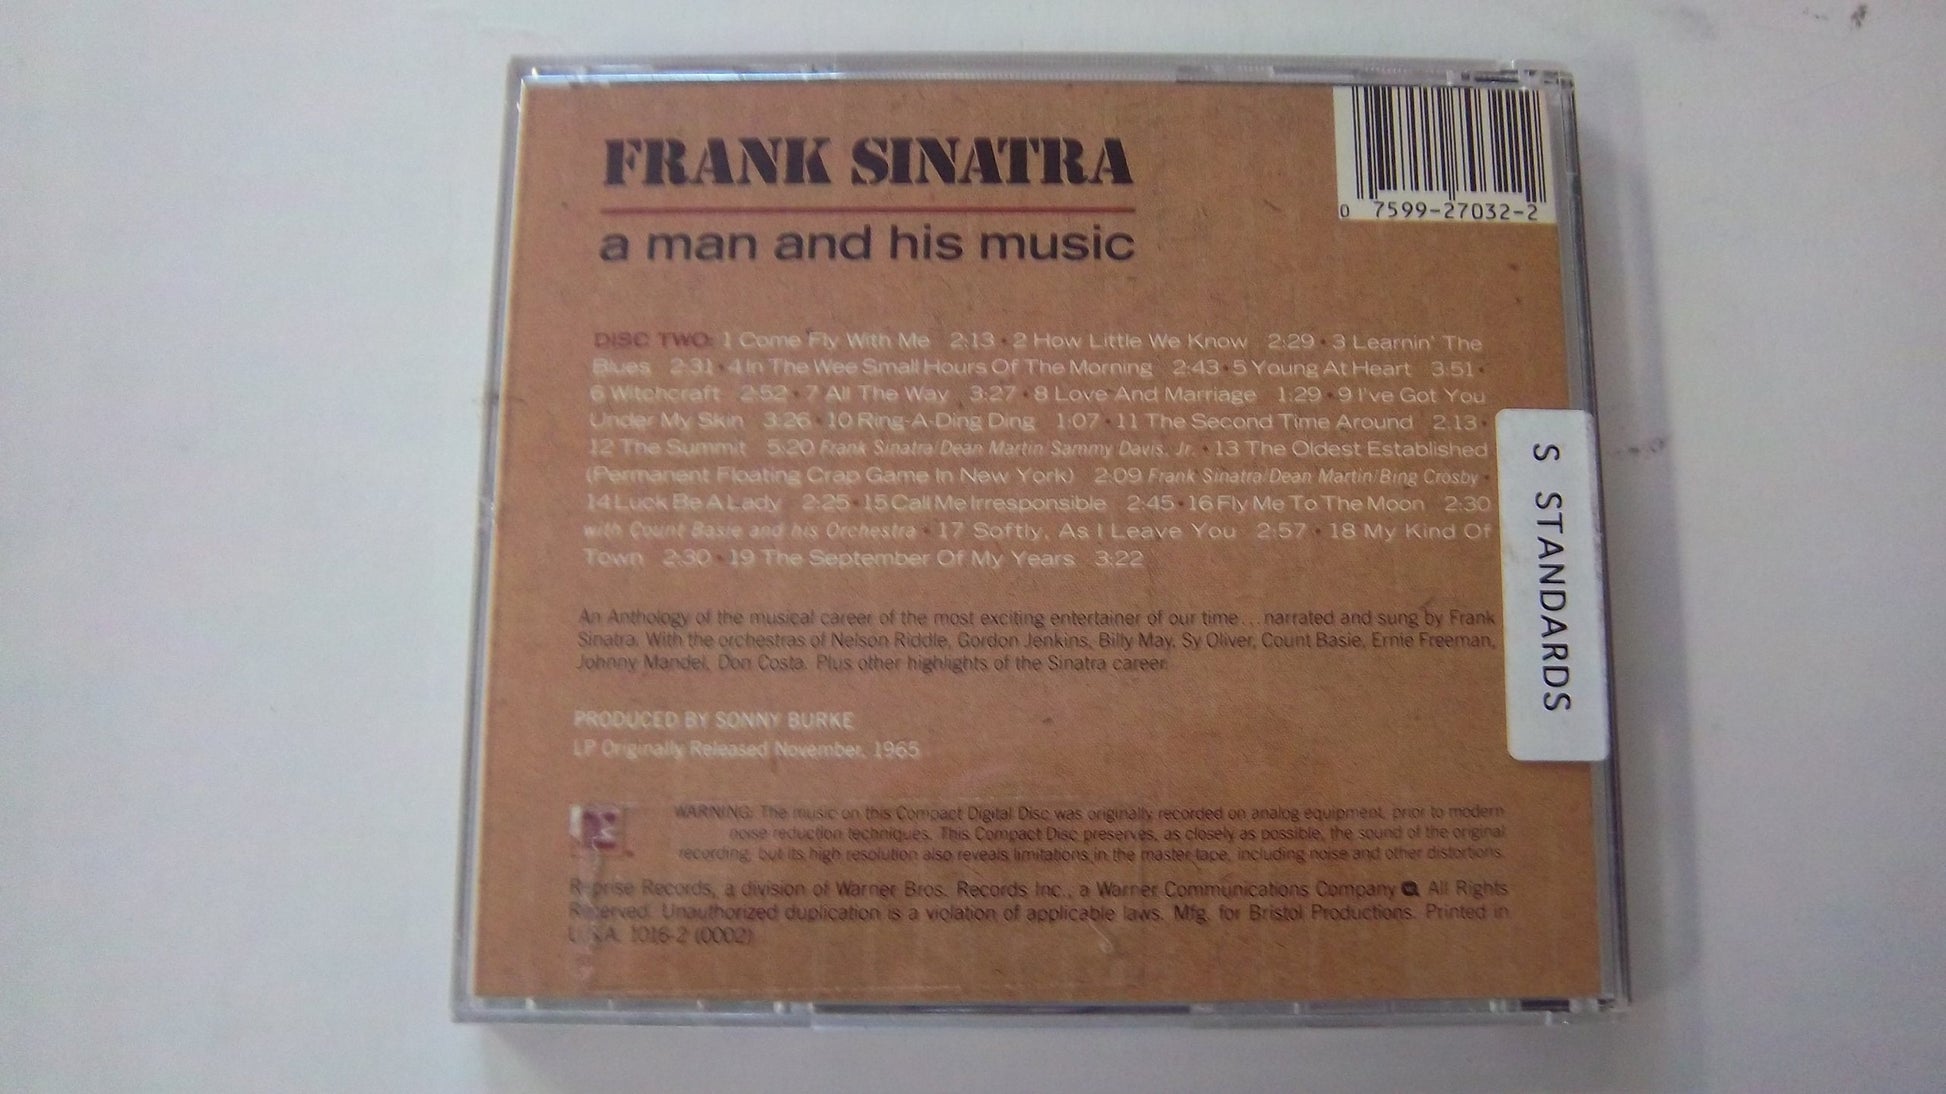 FRANK SINATRA
a man and his music
0 7599-27032-2
DISC TWO: 1 Come Fly With Me 2:13 • 2 How Little We Know 2:29 • 3 Learnin' The
Blues 2:31 • 4 In The Wee Small Hours Of The Morning 2:43 • 5 Young At Heart 3:51 •
6 Witchcraft 2:52 • 7 All The Way 3:27 • 8 Love And Marriage 1:29 • 9 I've Got You
Under My Skin 3:26 • 10 Ring-A-Ding Ding 1:07 • 11 The Second Time Around 2:13 •
12 The Summit 5:20 Frank Sinatra/Dean Martin/Sammy Davis, Jr. • 13 The Oldest Established
(Permanent Floating Crap Game In New York) 2:09 Frank Sinatra/Dean Martin/Bing Crosby •
14 Luck Be A Lady 2:25 • 15 Call Me Irresponsible 2:45 • 16 Fly Me To The Moon 2:30
with Count Basie and his Orchestra • 17 Softly, As I Leave You 2:57 • 18 My Kind Of
Town 2:30 • 19 The September Of My Years 3:22
An Anthology of the musical career of the most exciting entertainer of our time... narrated and sung by Frank
Sinatra. With the orchestras of Nelson Riddle, Gordon Jenkins, Billy May, Sy Oliver, Count Basie, Ernie Freeman,
Johnny Mandel, Don Costa. Plus other highlights of the Sinatra career.
PRODUCED BY SONNY BURKE
LP Originally Released November, 1965
WARNING: The music on this Compact Digital Disc was originally recorded on analog equipment, prior to modern
noise reduction techniques. This Compact Disc preserves, as closely as possible, the sound of the original
recording, but its high resolution also reveals limitations in the master tape, including noise and other distortions.
Reprise Records, a division of Warner Bros. Records Inc., a Warner Communications Company All Rights
Reserved. Unauthorized duplication is a violation of applicable laws. Mfg. for Bristol Productions. Printed in
U.S.A. 1016-2 (0002)
S STANDARDS